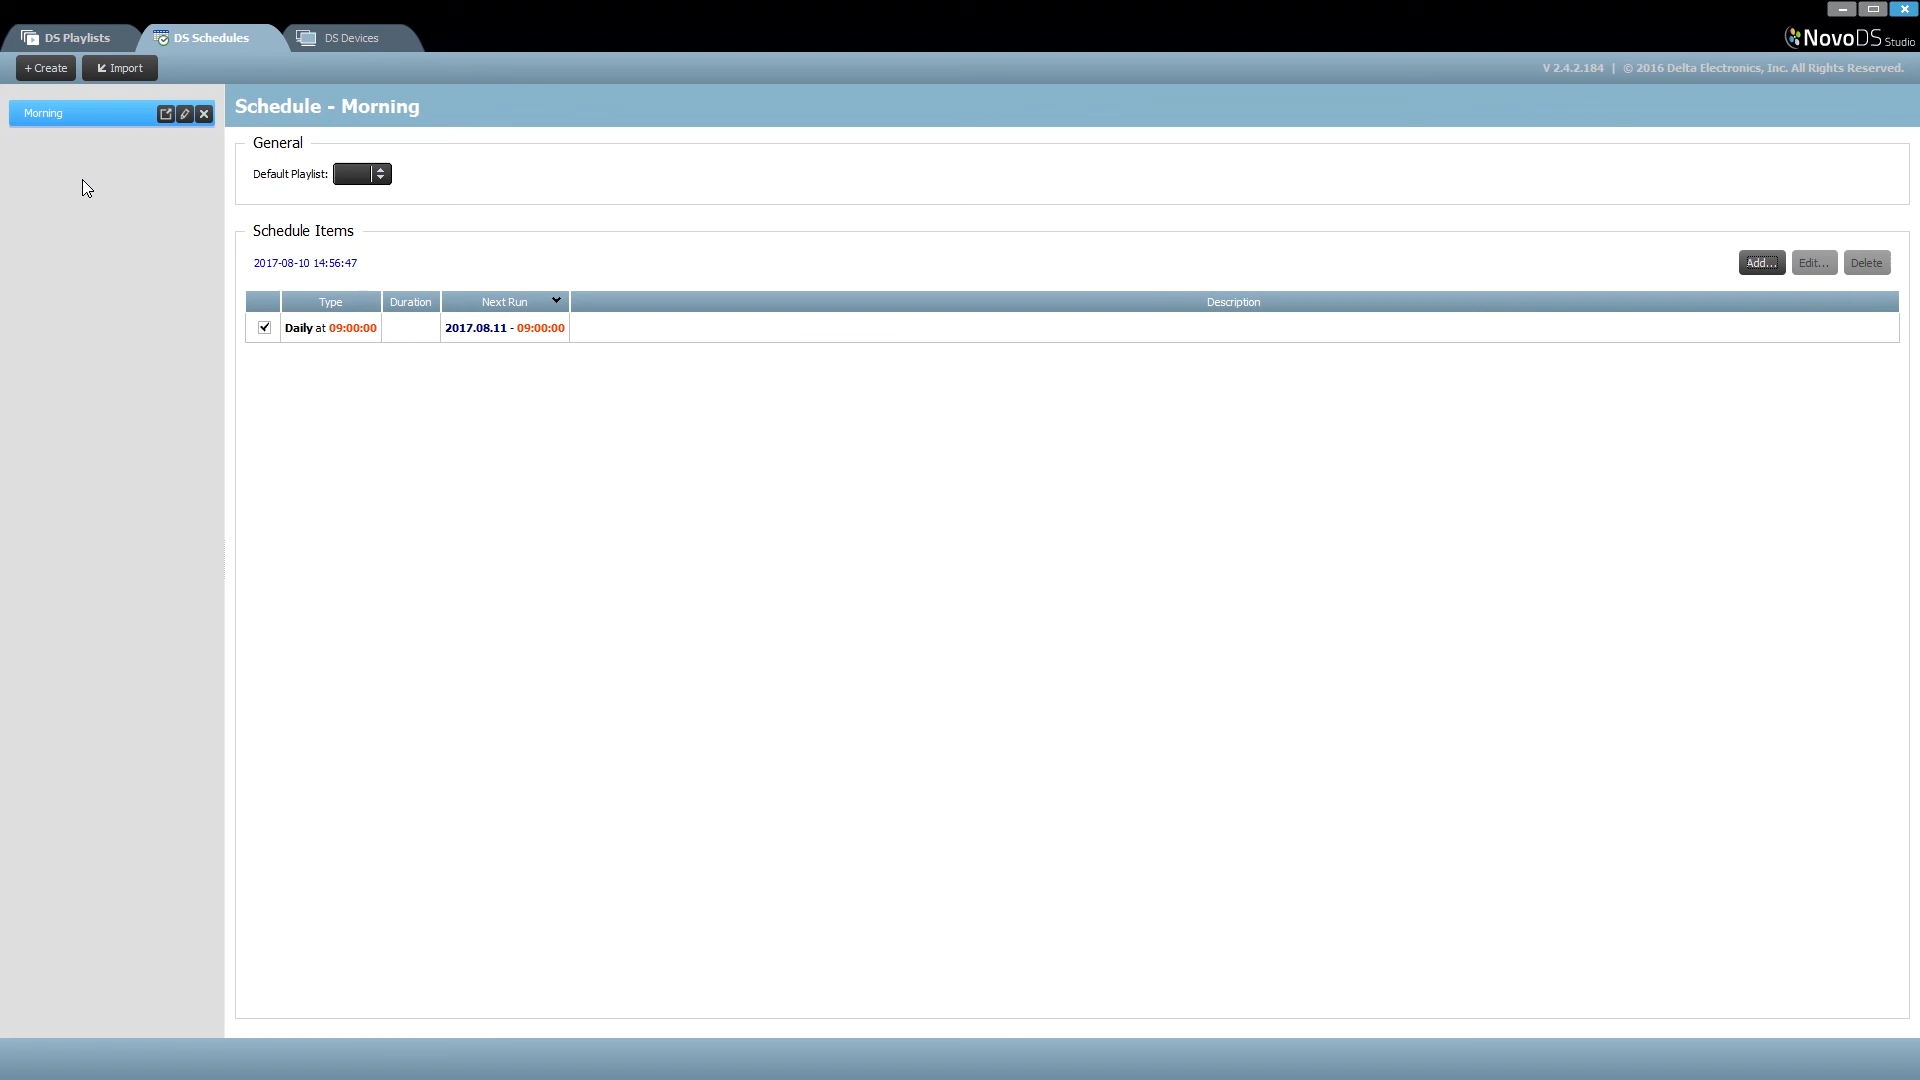 DS Playlists
DS Schedules
DS Devices
NovoDS Studio
+ Create
Import
V 2.4.2.184 | © 2016 Delta Electronics, Inc. All Rights Reserved.
Morning
Schedule - Morning
General
Default Playlist:
Schedule Items
2017-08-10 14:56:47
Add...
Edit...
Delete
Type
Duration
Next Run
Description
Daily at 09:00:00
2017.08.11 - 09:00:00